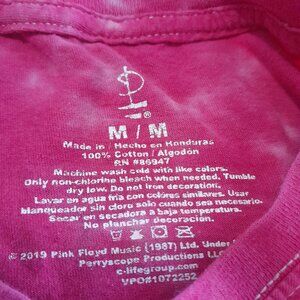 ®
M / M
Made in / Hecho en Honduras
100% Cotton / Algodón
RN #86947
Machine wash cold with like colors.
Only non-chlorine bleach when needed. Tumble
dry low. Do not iron decoration.
Lavar en agua fría con colores similares. Usar
blanqueador sin cloro solo cuando sea necesario.
Secar en secadora a baja temperatura.
No planchar decoración.
© 2019 Pink Floyd Music (1987) Ltd. Under
Perryscope Productions LLC
c-lifegroup.com
VPO#1072252